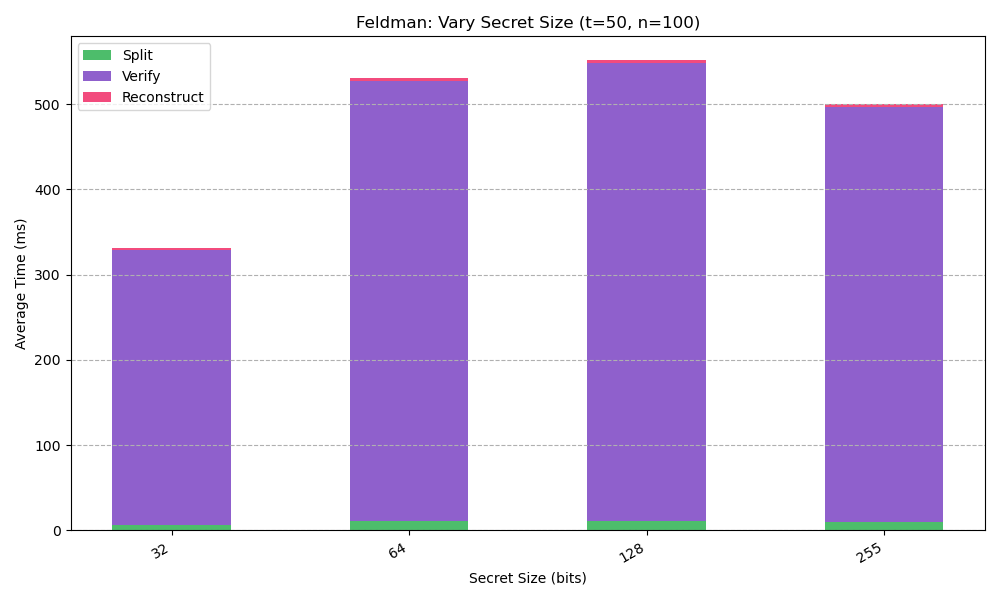 Feldman: Vary Secret Size (t=50, n=100)
Split
Verify
Reconstruct
Average Time (ms)
500
400
300
200
100
0
32
64
128
255
Secret Size (bits)